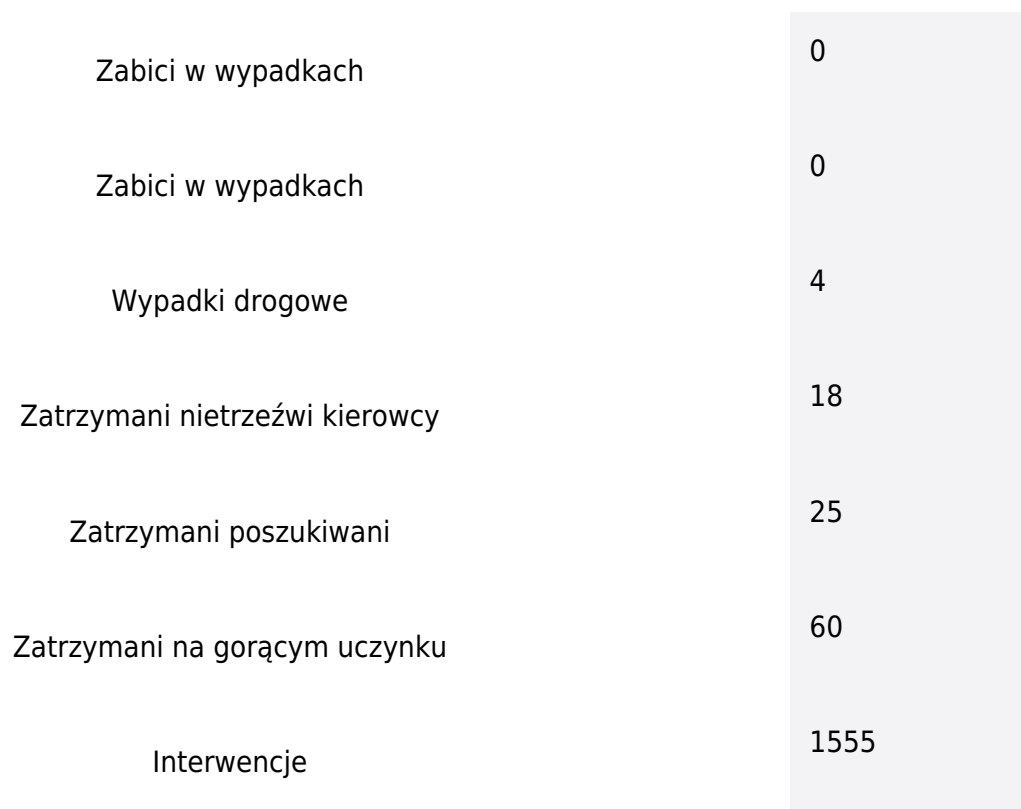 Zabici w wypadkach 0
Zabici w wypadkach 0
Wypadki drogowe 4
Zatrzymani nietrzeźwi kierowcy 18
Zatrzymani poszukiwani 25
Zatrzymani na gorącym uczynku 60
Interwencje 1555